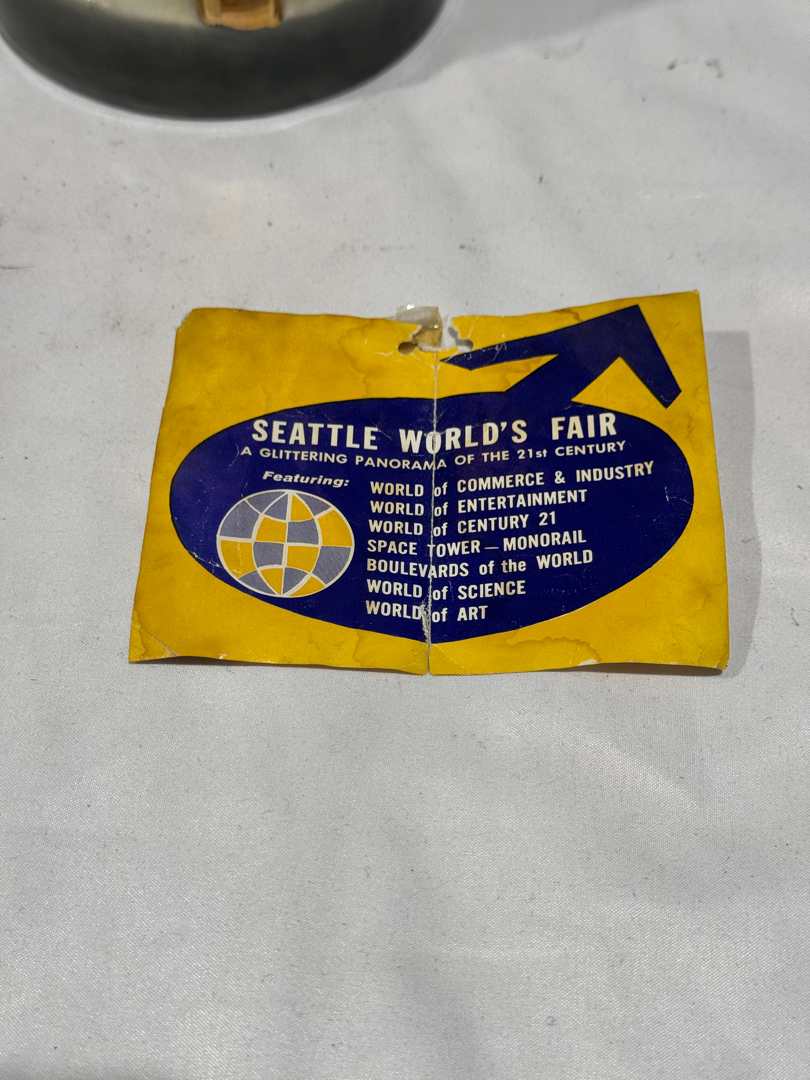 SEATTLE WORLD'S FAIR
A GLITTERING PANORAMA OF THE 21st CENTURY
Featuring:
WORLD of COMMERCE & INDUSTRY
WORLD of ENTERTAINMENT
WORLD of CENTURY 21
SPACE TOWER — MONORAIL
BOULEVARDS of the WORLD
WORLD of SCIENCE
WORLD of ART